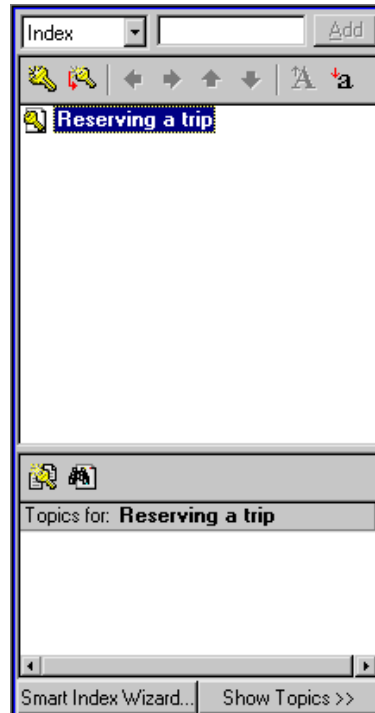 Index Add
Reserving a trip
Topics for: Reserving a trip
Smart Index Wizard... Show Topics >>